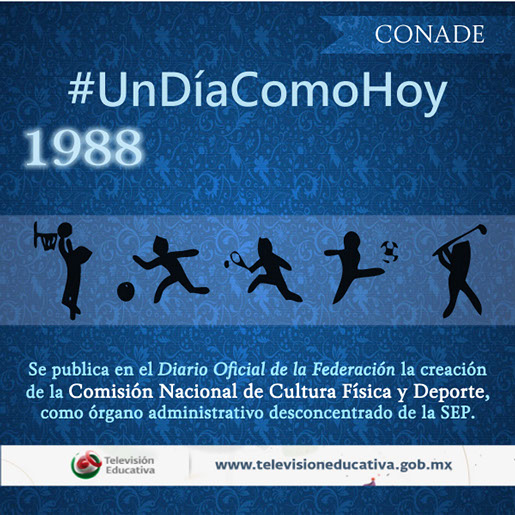 CONADE
#UnDíaComoHoy
1988
Se publica en el Diario Oficial de la Federación la creación
de la Comisión Nacional de Cultura Física y Deporte,
como órgano administrativo desconcentrado de la SEP.
Televisión
Educativa
www.televisioneducativa.gob.mx